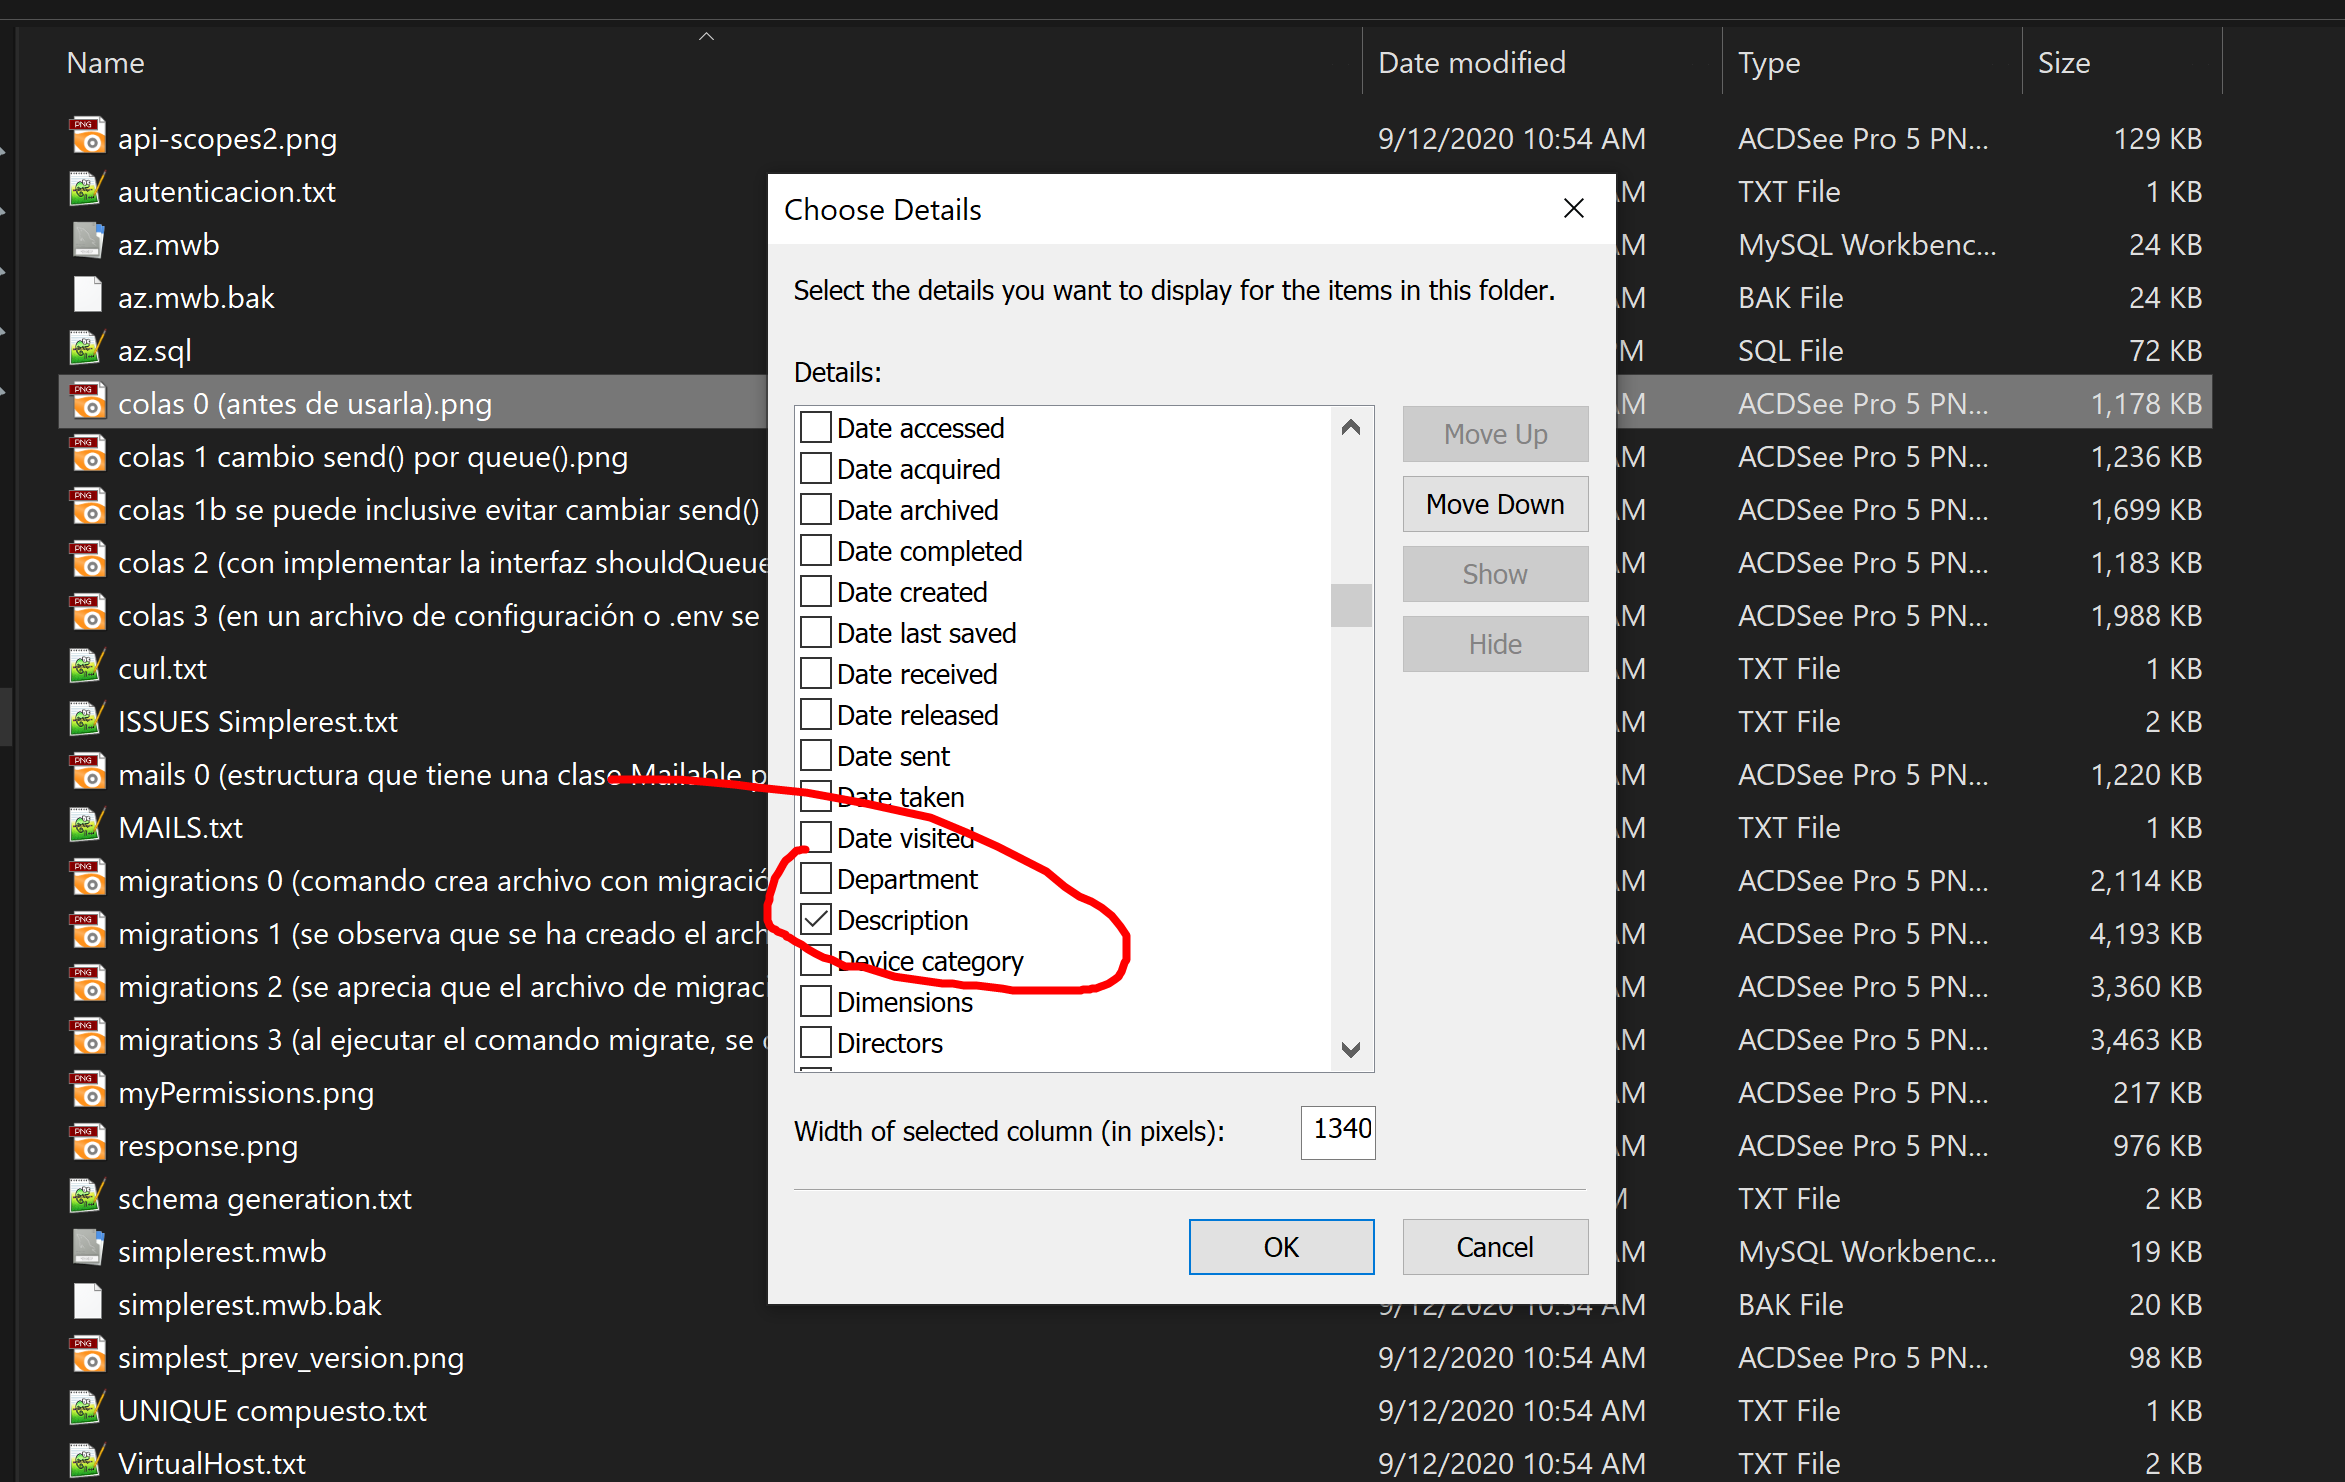 Name Date modified Type Size
api-scopes2.png 9/12/2020 10:54 AM ACDSee Pro 5 PN... 129 KB
autenticacion.txt TXT File 1 KB
az.mwb MySQL Workbenc... 24 KB
az.mwb.bak BAK File 24 KB
az.sql SQL File 72 KB
colas 0 (antes de usarla).png ACDSee Pro 5 PN... 1,178 KB
colas 1 cambio send() por queue().png ACDSee Pro 5 PN... 1,236 KB
colas 1b se puede inclusive evitar cambiar send() ACDSee Pro 5 PN... 1,699 KB
colas 2 (con implementar la interfaz shouldQueue ACDSee Pro 5 PN... 1,183 KB
colas 3 (en un archivo de configuración o .env se ACDSee Pro 5 PN... 1,988 KB
curl.txt TXT File 1 KB
ISSUES Simplerest.txt TXT File 2 KB
mails 0 (estructura que tiene una clase Mailable p ACDSee Pro 5 PN... 1,220 KB
MAILS.txt TXT File 1 KB
migrations 0 (comando crea archivo con migració ACDSee Pro 5 PN... 2,114 KB
migrations 1 (se observa que se ha creado el arch ACDSee Pro 5 PN... 4,193 KB
migrations 2 (se aprecia que el archivo de migraci ACDSee Pro 5 PN... 3,360 KB
migrations 3 (al ejecutar el comando migrate, se ACDSee Pro 5 PN... 3,463 KB
myPermissions.png ACDSee Pro 5 PN... 217 KB
response.png ACDSee Pro 5 PN... 976 KB
schema generation.txt TXT File 2 KB
simplerest.mwb MySQL Workbenc... 19 KB
simplerest.mwb.bak 9/12/2020 10:54 AM BAK File 20 KB
simplest_prev_version.png 9/12/2020 10:54 AM ACDSee Pro 5 PN... 98 KB
UNIQUE compuesto.txt 9/12/2020 10:54 AM TXT File 1 KB
VirtualHost.txt 9/12/2020 10:54 AM TXT File 2 KB
Choose Details
Select the details you want to display for the items in this folder.
Details:
Date accessed
Date acquired
Date archived
Date completed
Date created
Date last saved
Date received
Date released
Date sent
Date taken
Date visited
Department
Description
Device category
Dimensions
Directors
Move Up
Move Down
Show
Hide
Width of selected column (in pixels): 1340
OK Cancel